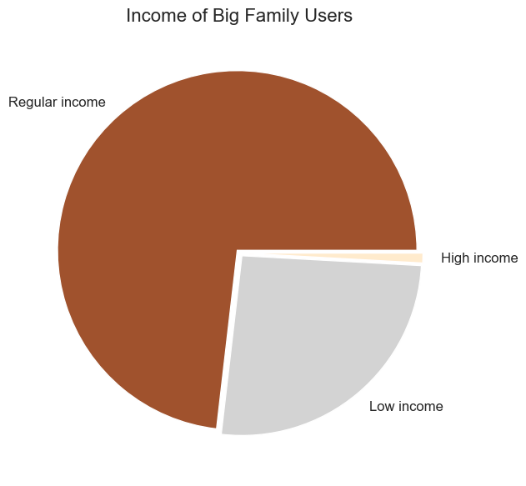 Income of Big Family Users
Regular income
High income
Low income